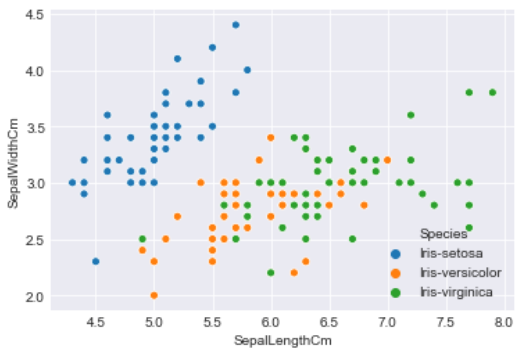 4.5
4.0
3.5
3.0
2.5
2.0
SepalWidthCm
4.5 5.0 5.5 6.0 6.5 7.0 7.5 8.0
SepalLengthCm
Species
Iris-setosa
Iris-versicolor
Iris-virginica